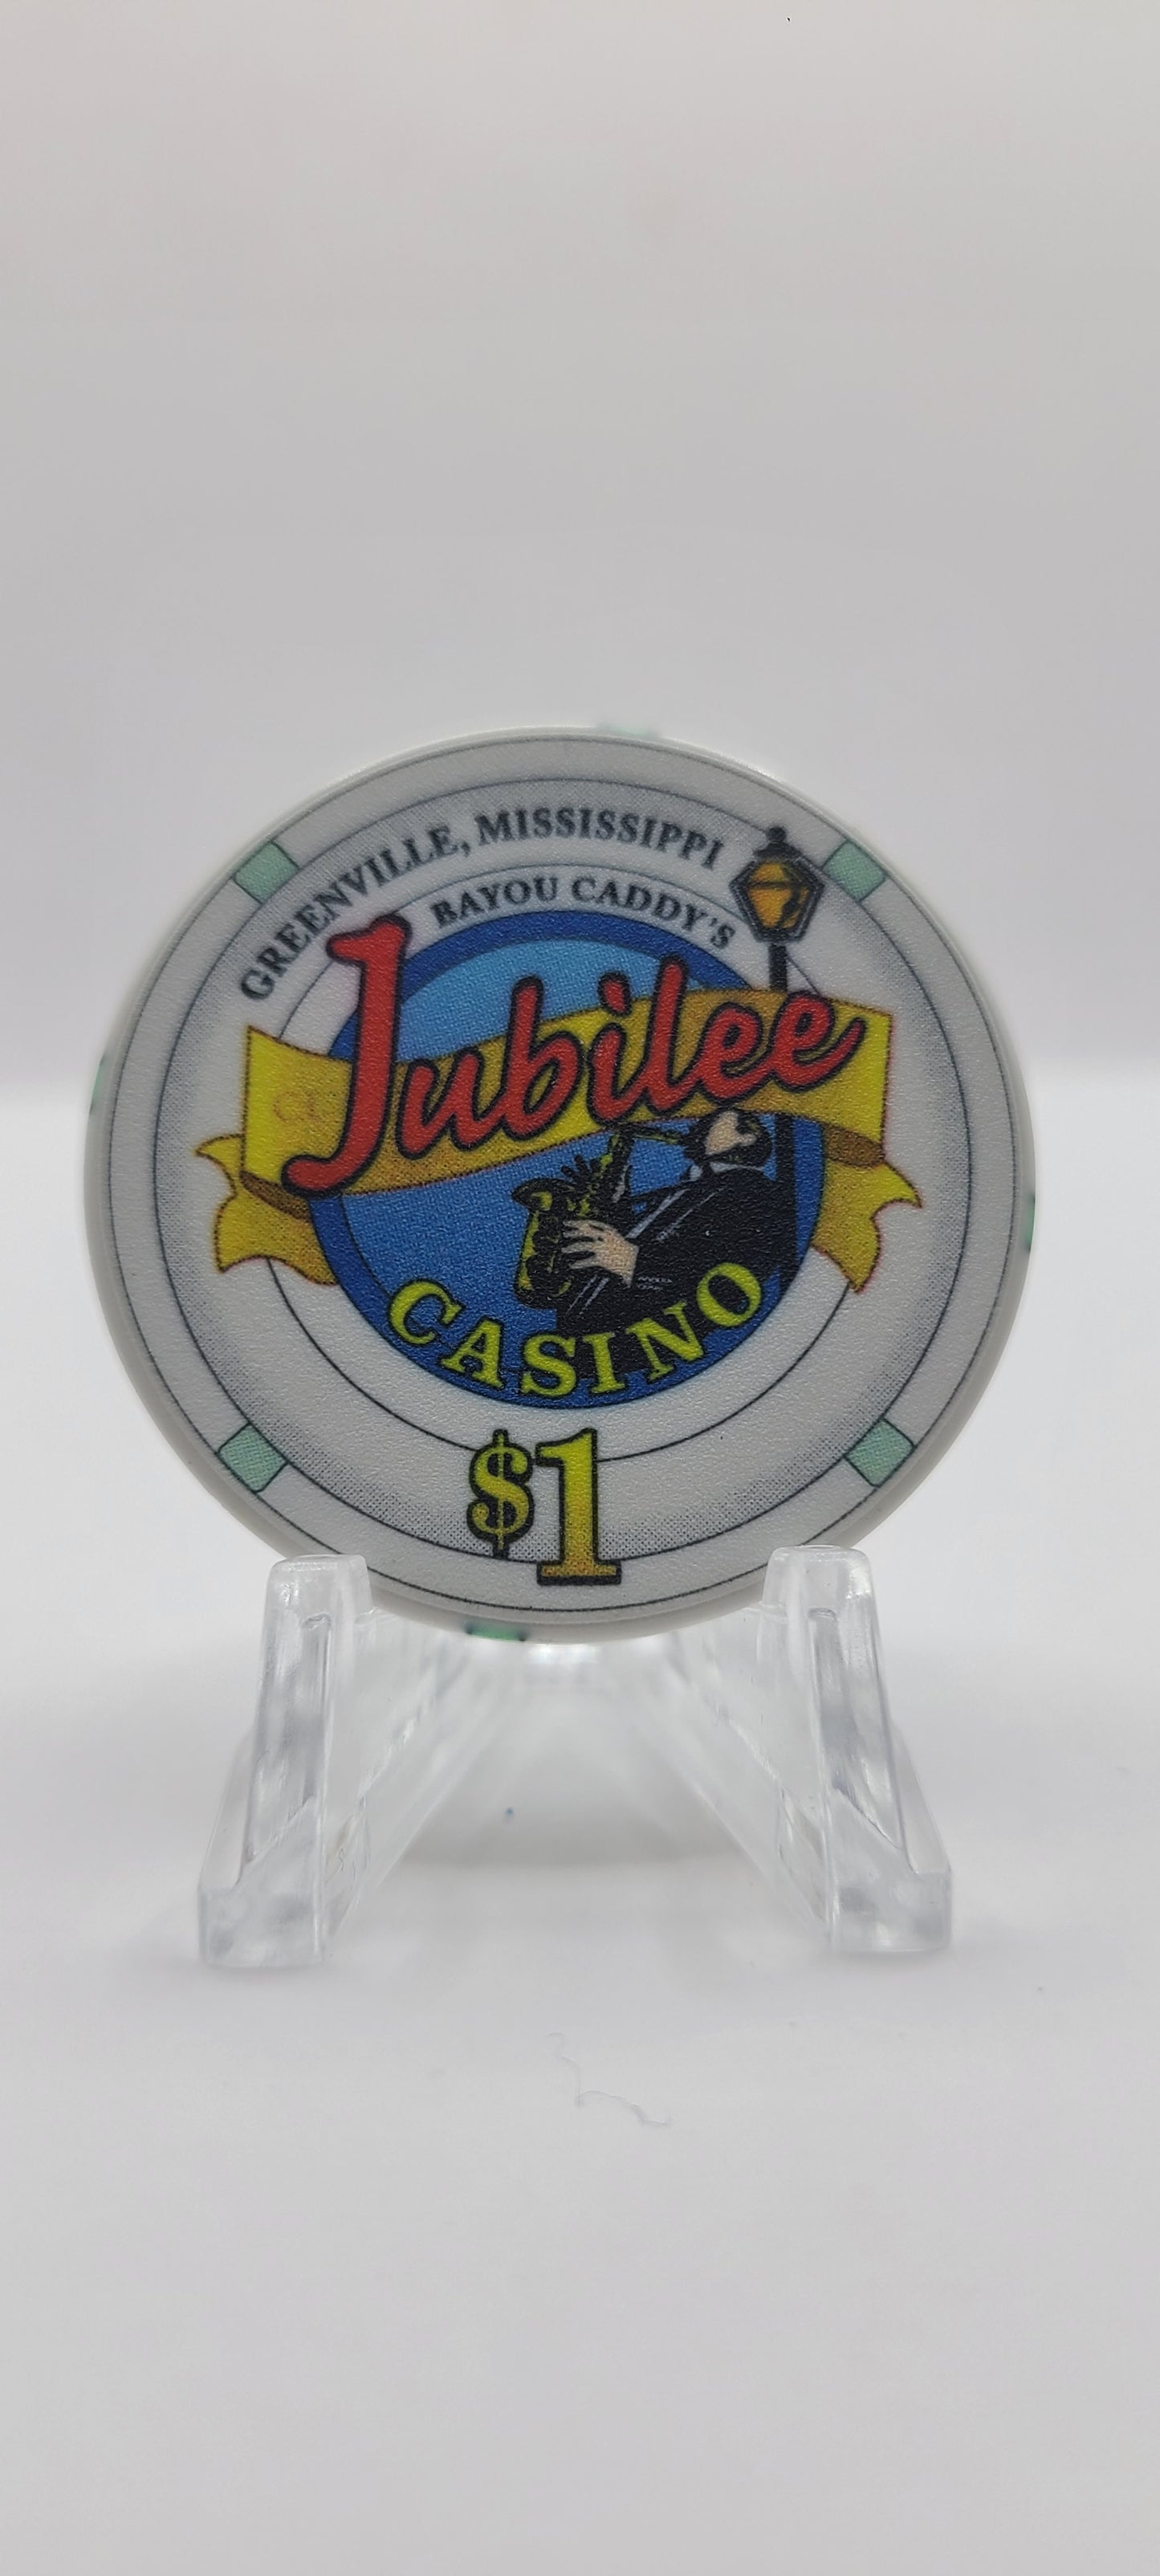 GREENVILLE, MISSISSIPPI
BAYOU CADDY'S
Jubilee
CASINO
$1